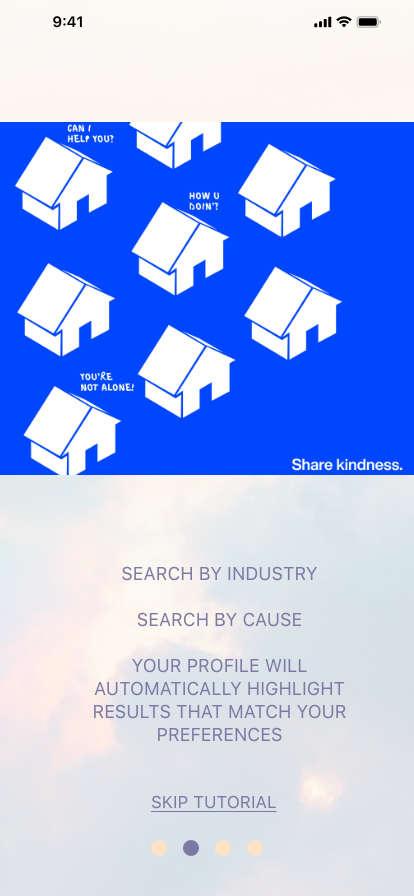 9:41
CAN I
HELP YOU?
HOW U
DOIN'?
YOU'RE
NOT ALONE!
Share kindness.
SEARCH BY INDUSTRY
SEARCH BY CAUSE
YOUR PROFILE WILL
AUTOMATICALLY HIGHLIGHT
RESULTS THAT MATCH YOUR
PREFERENCES
SKIP TUTORIAL